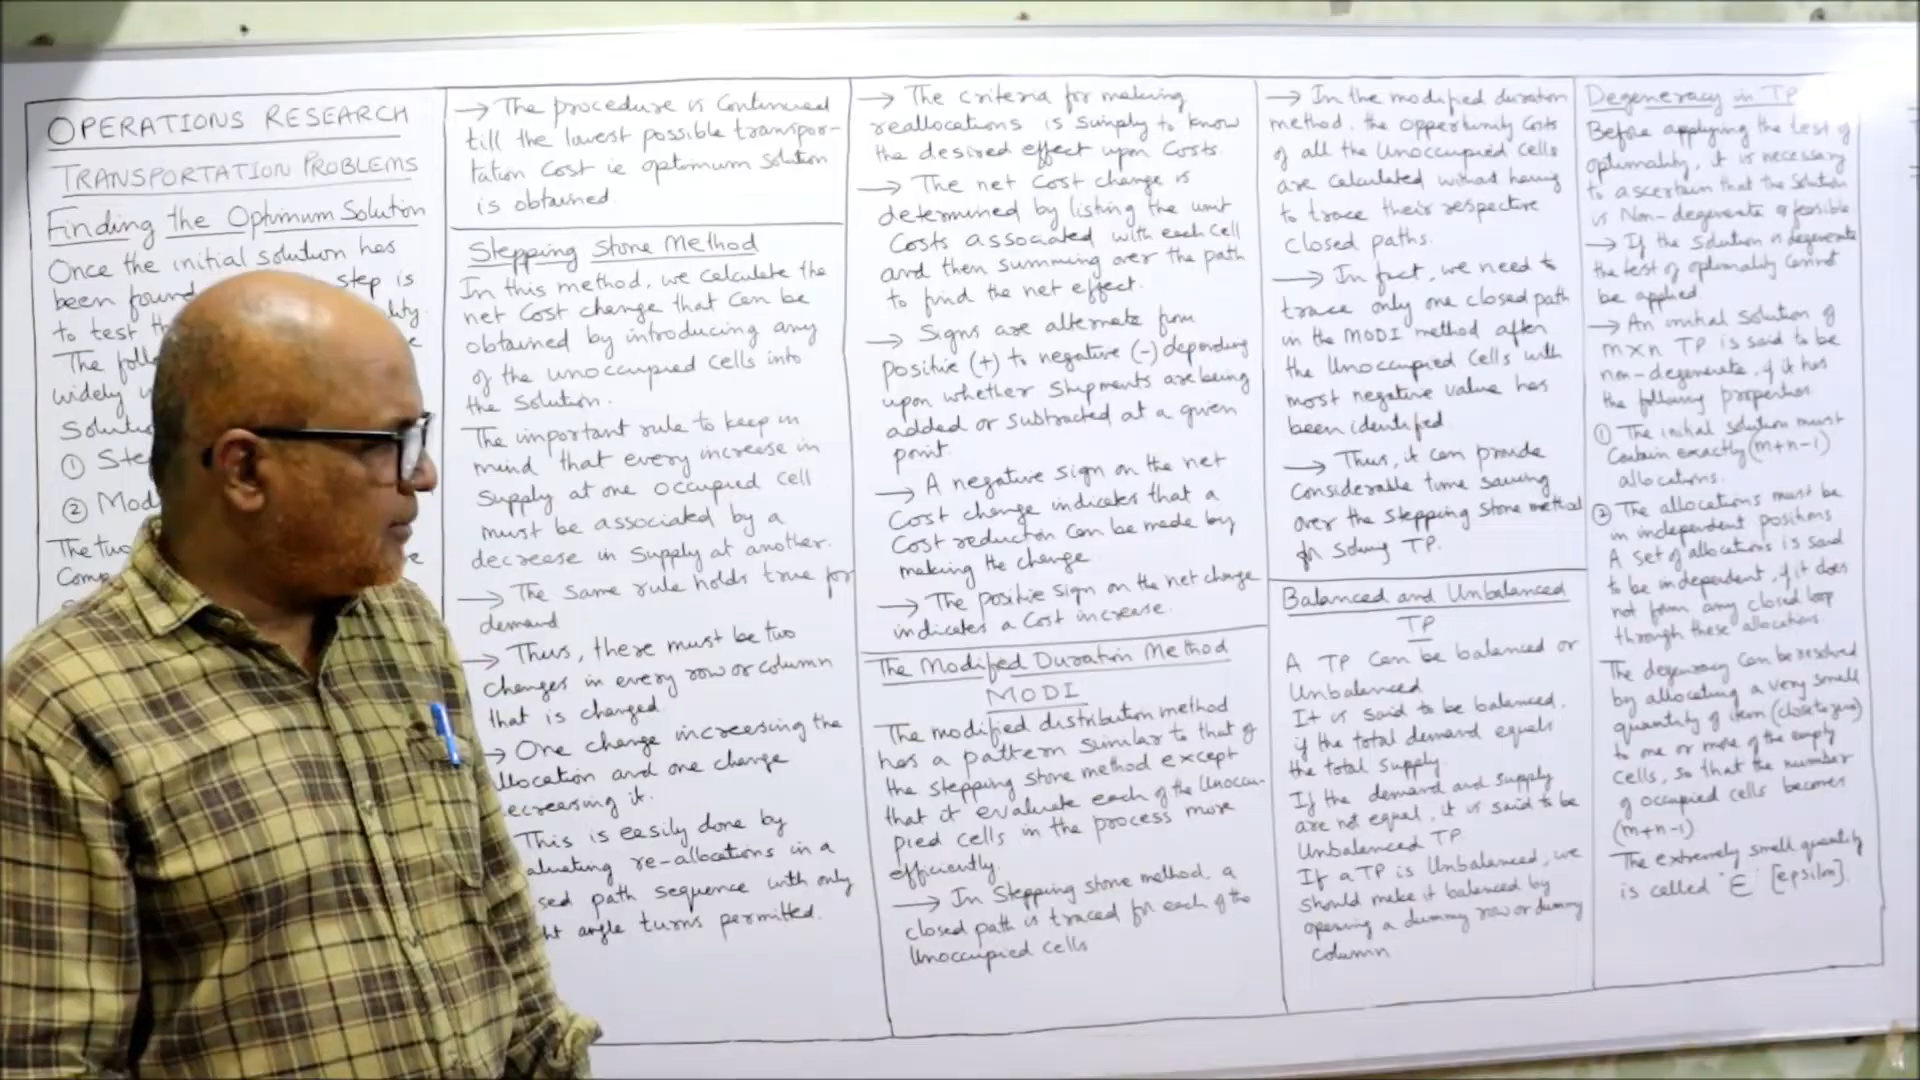 OPERATIONS RESEARCH
TRANSPORTATION PROBLEMS
Finding the Optimum Solution
Once the initial solution has
been found step is
to test th
The foll
widely
Solutio
① Ste
② Mod
The two
Comp
→ The procedure is Continued
till the lowest possible transpor-
tation Cost ie optimum solution
is obtained.
Stepping Stone Method
In this method, we calculate the
net Cost change that can be
obtained by introducing any
of the unoccupied cells into
the solution.
The important rule to keep in
mind that every increase in
Supply at one occupied cell
must be associated by a
decrease in supply at another.
→ The same rule holds true for
demand
→ Thus, there must be two
changes in every row or column
that is changed
→ One change increasing the
llocation and one change
ecreasing it.
This is easily done by
aluating re-allocations in a
sed path sequence with only
ht angle turns permitted.
→ The criteria for making
reallocations is simply to know
the desired effect upon Costs.
→ The net Cost change is
determined by listing the unit
Costs associated with each cell
and then summing over the path
to find the net effect.
→ Signs are alternate from
Positive (+) to negative (-) depending
upon whether shipments are being
added or subtracted at a given
point.
→ A negative sign on the net
Cost change indicates that a
Cost reduction can be made by
making the change.
→ The positive sign on the net change
indicates a Cost increase.
The Modified Duration Method
MODI
The modified distribution method
has a pattern similar to that of
the stepping stone method except
that it evaluate each of the Unoccu-
pied cells in the process more
efficiently.
→ In Stepping stone method, a
closed path is traced for each of the
Unoccupied cells
→ In the modified duration
method, the opportunity Costs
of all the Unoccupied cells
are calculated without having
to trace their respective
closed paths.
→ In fact, we need to
trace only one closed path
in the MODI method after
the Unoccupied cells with
most negative value has
been identified
→ Thus, it can provide
Considerable time saving
over the stepping stone method
for solving TP.
Balanced and Unbalanced
TP
A TP can be balanced or
Unbalanced
It is said to be balanced,
if the total demand equals
the total supply.
If the demand and supply
are not equal, it is said to be
Unbalanced TP
If a TP is Unbalanced, we
should make it balanced by
opening a dummy row or dummy
column
Degeneracy in TP
Before applying the test of
optimality, it is necessary
to ascertain that the solution
is Non-degenerate & feasible
→ If the solution is degenerate
the test of optimality cannot
be applied.
→ An initial solution of
m×n TP is said to be
non-degenerate, if it has
the following properties
① The initial solution must
Contain exactly (m+n-1)
allocations.
② The allocations must be
in independent positions
A set of allocations is said
to be independent, if it does
not form any closed loop
through these allocations
The degeneracy can be resolved
by allocating a very small
quantity of item (close to zero)
to one or more of the empty
cells, so that the number
of occupied cells becomes
(m+n-1)
The extremely small quantity
is called 'E' [epsilon].